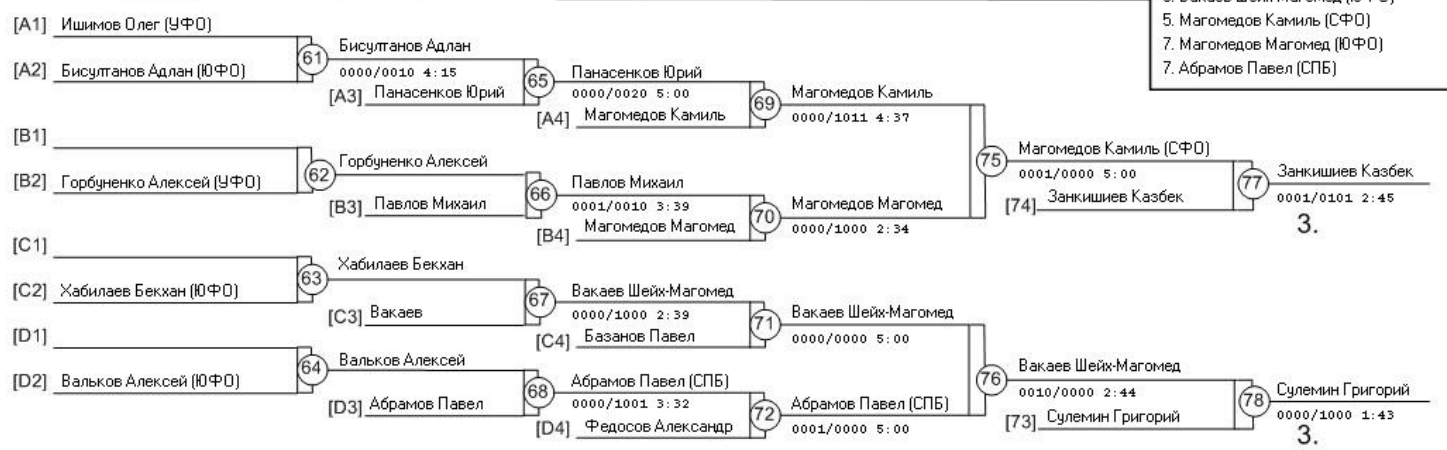 5. Вакаев Шейх-Магомед (ЮФО)
5. Магомедов Камиль (СФО)
7. Магомедов Магомед (ЮФО)
7. Абрамов Павел (СПБ)
[A1] Ишимов Олег (УФО)
[A2] Бисултанов Адлан (ЮФО)
61
Бисултанов Адлан
0000/0010 4:15
[A3] Панасенков Юрий
65
Панасенков Юрий
0000/0020 5:00
[A4] Магомедов Камиль
69
Магомедов Камиль
0000/1011 4:37
[B1]
[B2] Горбуненко Алексей (УФО)
62
Горбуненко Алексей
[B3] Павлов Михаил
66
Павлов Михаил
0001/0010 3:39
[B4] Магомедов Магомед
70
Магомедов Магомед
0000/1000 2:34
75
Магомедов Камиль (СФО)
0001/0000 5:00
[74] Занкишиев Казбек
77
Занкишиев Казбек
0001/0101 2:45
3.
[C1]
[C2] Хабилаев Бекхан (ЮФО)
63
Хабилаев Бекхан
[C3] Вакаев
67
Вакаев Шейх-Магомед
0000/1000 2:39
[C4] Базанов Павел
71
Вакаев Шейх-Магомед
0000/0000 5:00
[D1]
[D2] Вальков Алексей (ЮФО)
64
Вальков Алексей
[D3] Абрамов Павел
68
Абрамов Павел (СПБ)
0000/1001 3:32
[D4] Федосов Александр
72
Абрамов Павел (СПБ)
0001/0000 5:00
76
Вакаев Шейх-Магомед
0010/0000 2:44
[73] Сулемин Григорий
78
Сулемин Григорий
0000/1000 1:43
3.